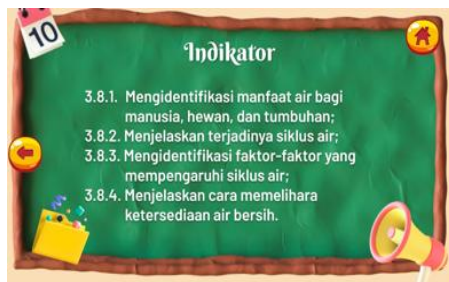 10
Indikator
3.8.1. Mengidentifikasi manfaat air bagi
manusia, hewan, dan tumbuhan;
3.8.2. Menjelaskan terjadinya siklus air;
3.8.3. Mengidentifikasi faktor-faktor yang
mempengaruhi siklus air;
3.8.4. Menjelaskan cara memelihara
ketersediaan air bersih.